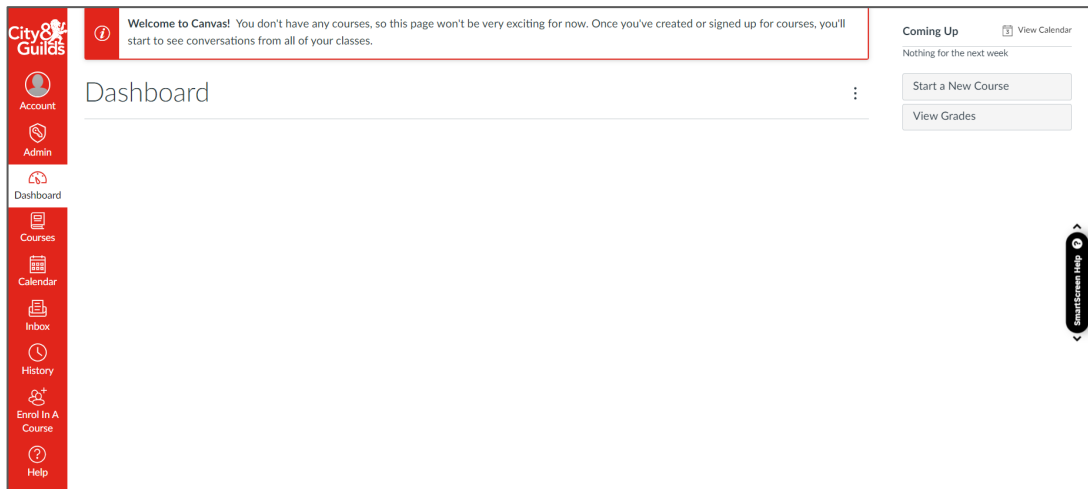 City&
Guilds
Account
Admin
Dashboard
Courses
Calendar
Inbox
History
Enrol In A
Course
Help
Welcome to Canvas! You don't have any courses, so this page won't be very exciting for now. Once you've created or signed up for courses, you'll
start to see conversations from all of your classes.
Dashboard
Coming Up
View Calendar
Nothing for the next week
Start a New Course
View Grades
SmartScreen Help